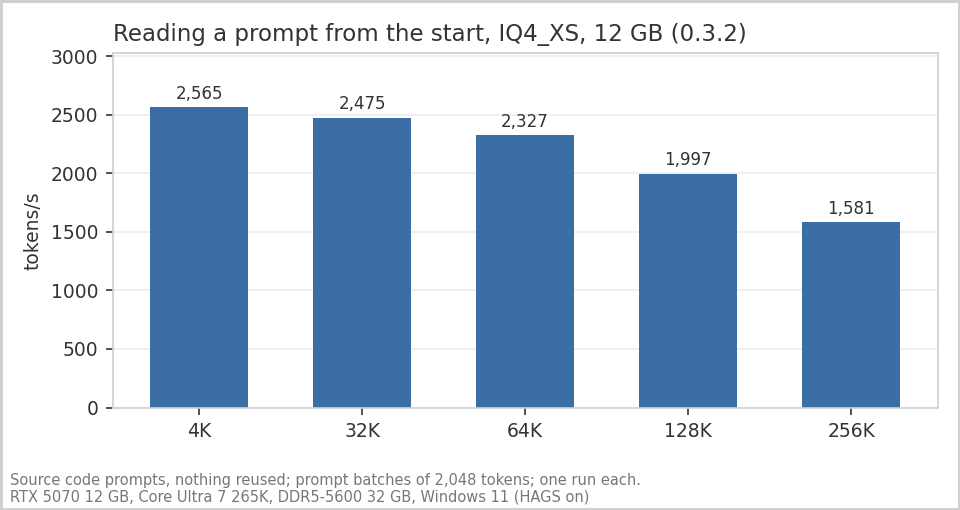 Reading a prompt from the start, IQ4_XS, 12 GB (0.3.2)
3000
2500
2000
1500
1000
500
0
tokens/s
2,565
2,475
2,327
1,997
1,581
4K
32K
64K
128K
256K
Source code prompts, nothing reused; prompt batches of 2,048 tokens; one run each.
RTX 5070 12 GB, Core Ultra 7 265K, DDR5-5600 32 GB, Windows 11 (HAGS on)